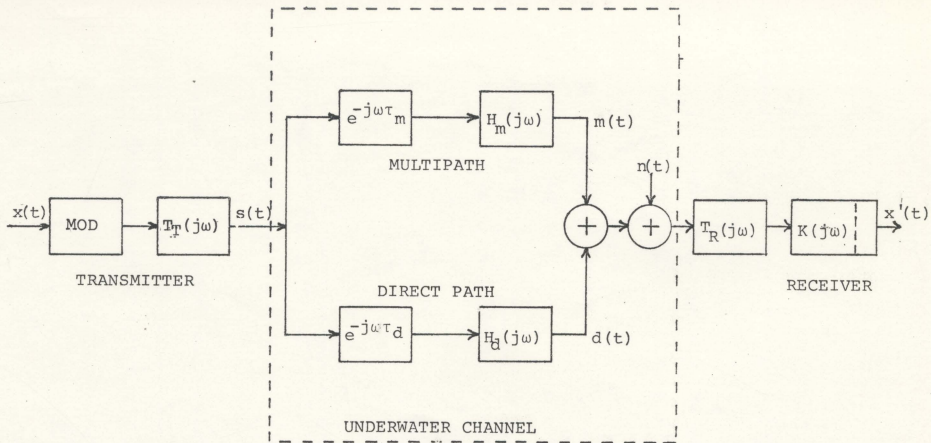 e^-jωτ_m
H_m(jω)
m(t)
MULTIPATH
n(t)
x(t)
MOD
T_T(jω)
s(t)
+
+
T_R(jω)
K(jω)
x'(t)
TRANSMITTER
DIRECT PATH
RECEIVER
e^-jωτ_d
H_d(jω)
d(t)
UNDERWATER CHANNEL